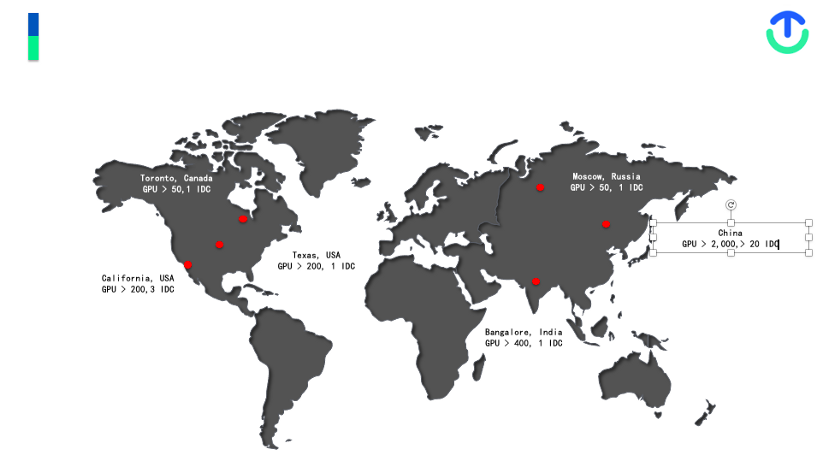 Toronto, Canada
GPU > 50,1 IDC
Moscow, Russia
GPU > 50, 1 IDC
China
GPU > 2,000,> 20 IDC
Texas, USA
GPU > 200, 1 IDC
California, USA
GPU > 200,3 IDC
Bangalore, India
GPU > 400, 1 IDC